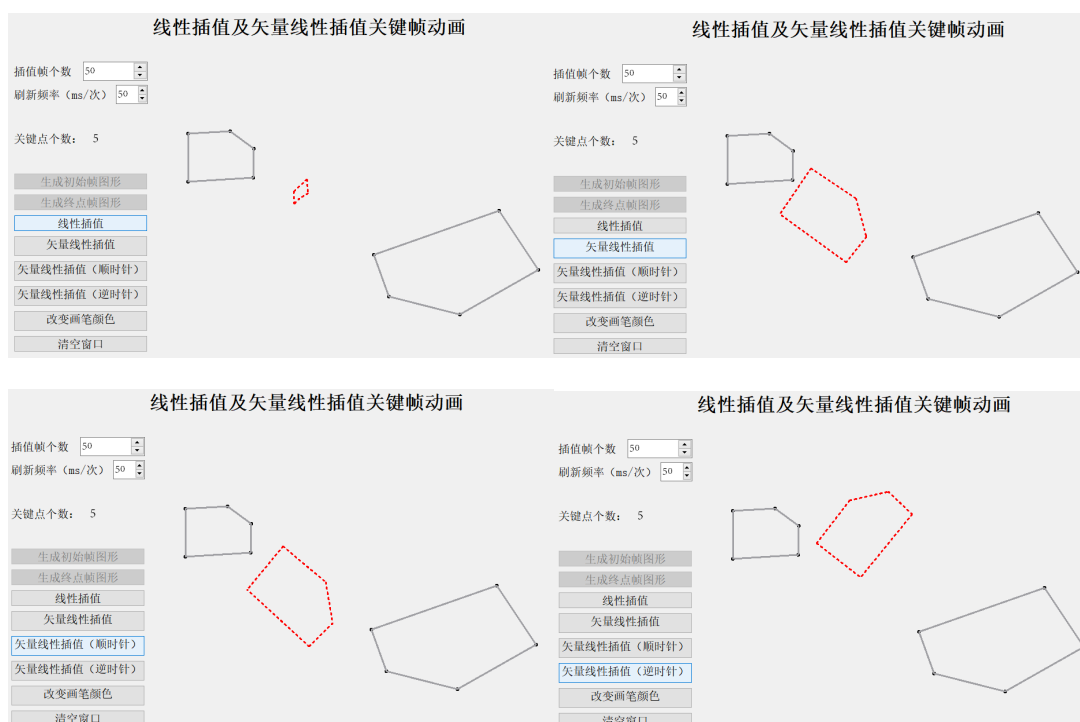 线性插值及矢量线性插值关键帧动画
插值帧个数 50
刷新频率（ms/次） 50
关键点个数： 5
生成初始帧图形
生成终点帧图形
线性插值
矢量线性插值
矢量线性插值（顺时针）
矢量线性插值（逆时针）
改变画笔颜色
清空窗口
线性插值及矢量线性插值关键帧动画
插值帧个数 50
刷新频率（ms/次） 50
关键点个数： 5
生成初始帧图形
生成终点帧图形
线性插值
矢量线性插值
矢量线性插值（顺时针）
矢量线性插值（逆时针）
改变画笔颜色
清空窗口
线性插值及矢量线性插值关键帧动画
插值帧个数 50
刷新频率（ms/次） 50
关键点个数： 5
生成初始帧图形
生成终点帧图形
线性插值
矢量线性插值
矢量线性插值（顺时针）
矢量线性插值（逆时针）
改变画笔颜色
清空窗口
线性插值及矢量线性插值关键帧动画
插值帧个数 50
刷新频率（ms/次） 50
关键点个数： 5
生成初始帧图形
生成终点帧图形
线性插值
矢量线性插值
矢量线性插值（顺时针）
矢量线性插值（逆时针）
改变画笔颜色
清空窗口